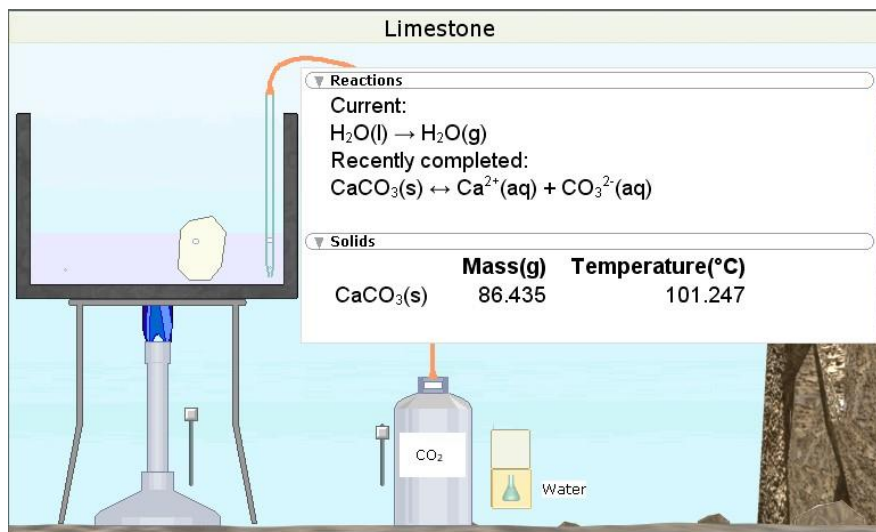 Limestone
Reactions
Current:
H₂O(l) → H₂O(g)
Recently completed:
CaCO₃(s) ↔ Ca²⁺(aq) + CO₃²⁻(aq)
Solids
Mass(g) Temperature(°C)
CaCO₃(s) 86.435 101.247
CO₂
Water